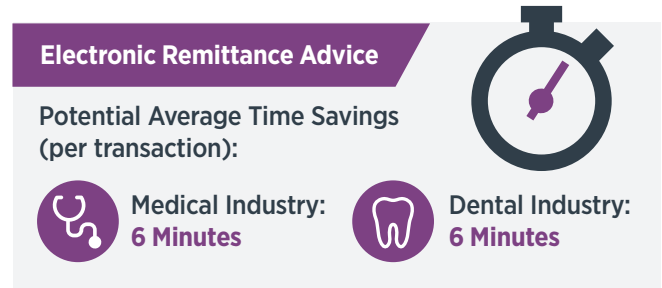 Electronic Remittance Advice
Potential Average Time Savings
(per transaction):
Medical Industry:
6 Minutes
Dental Industry:
6 Minutes